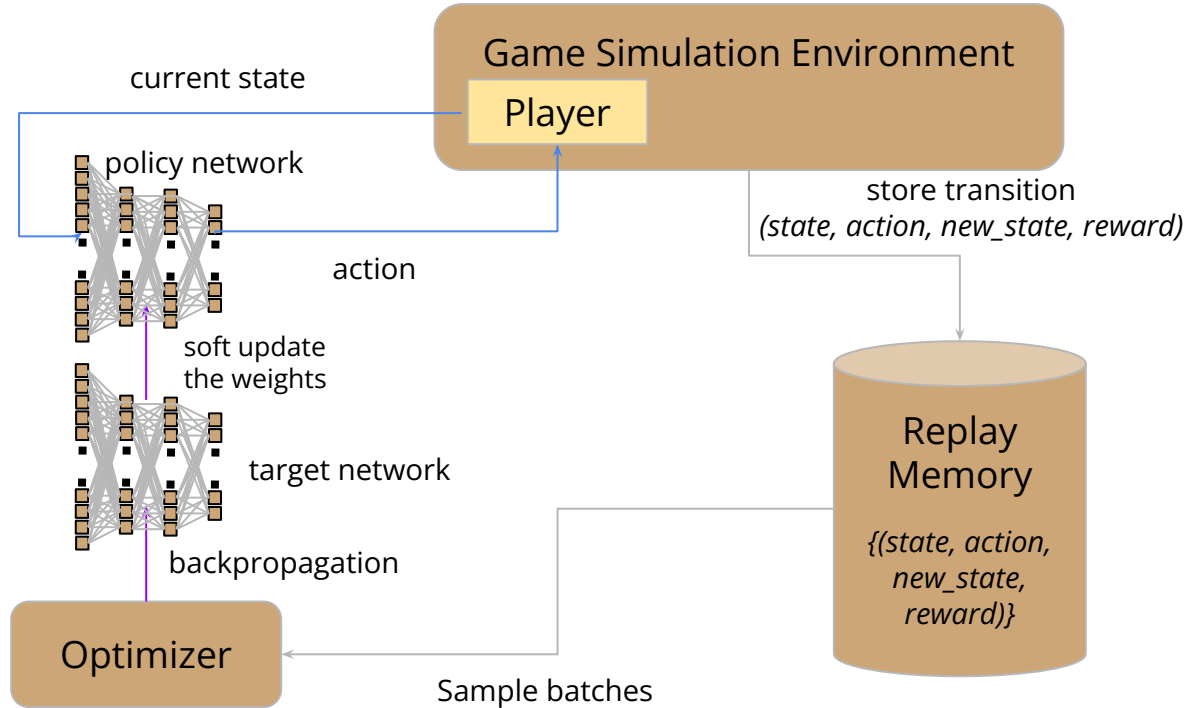 Game Simulation Environment
Player
current state
policy network
store transition
(state, action, new_state, reward)
action
soft update
the weights
Replay
Memory
{(state, action,
new_state,
reward)}
target network
backpropagation
Optimizer
Sample batches